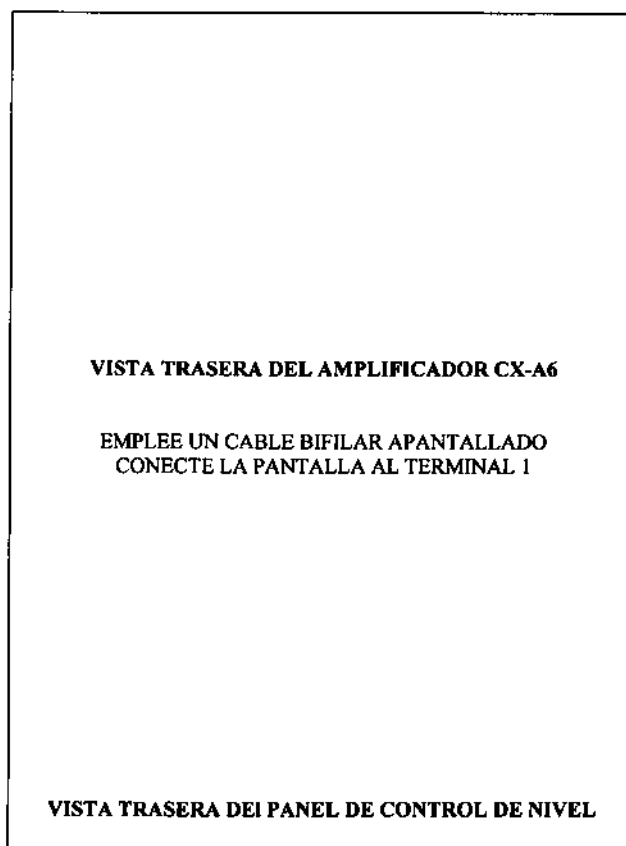 VISTA TRASERA DEL AMPLIFICADOR CX-A6
EMPLEE UN CABLE BIFILAR APANTALLADO
CONECTE LA PANTALLA AL TERMINAL 1
VISTA TRASERA DEl PANEL DE CONTROL DE NIVEL